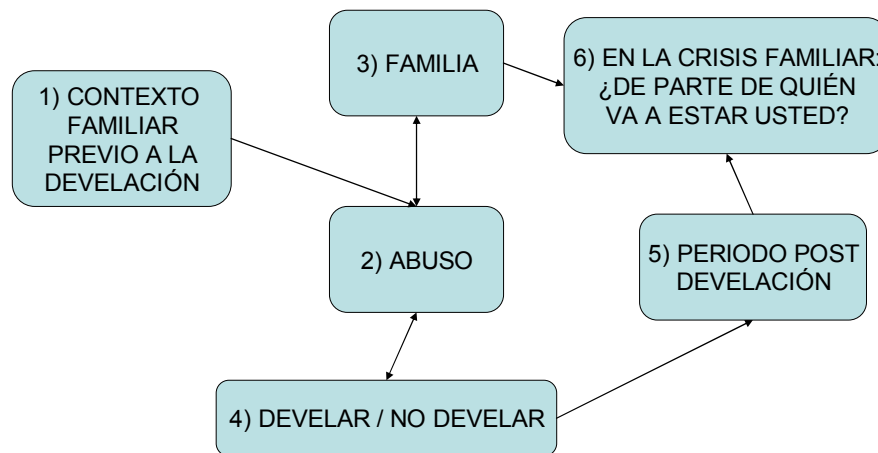 1) CONTEXTO
FAMILIAR
PREVIO A LA
DEVELACIÓN
2) ABUSO
3) FAMILIA
4) DEVELAR / NO DEVELAR
5) PERIODO POST
DEVELACIÓN
6) EN LA CRISIS FAMILIAR:
¿DE PARTE DE QUIÉN
VA A ESTAR USTED?